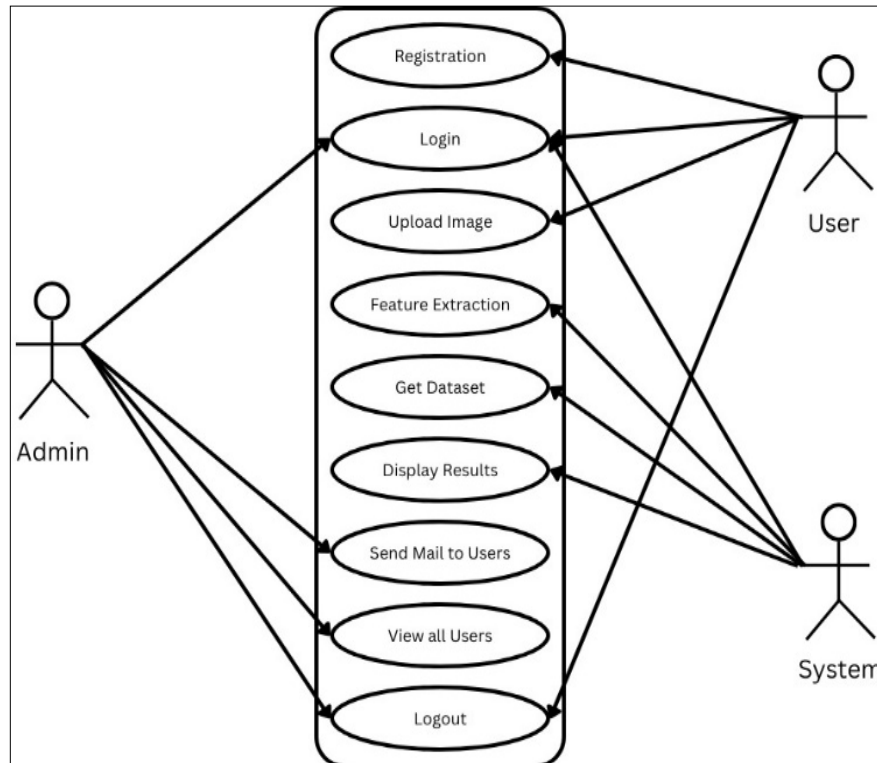 Registration
Login
Upload Image
User
Feature Extraction
Get Dataset
Admin
Display Results
Send Mail to Users
View all Users
System
Logout